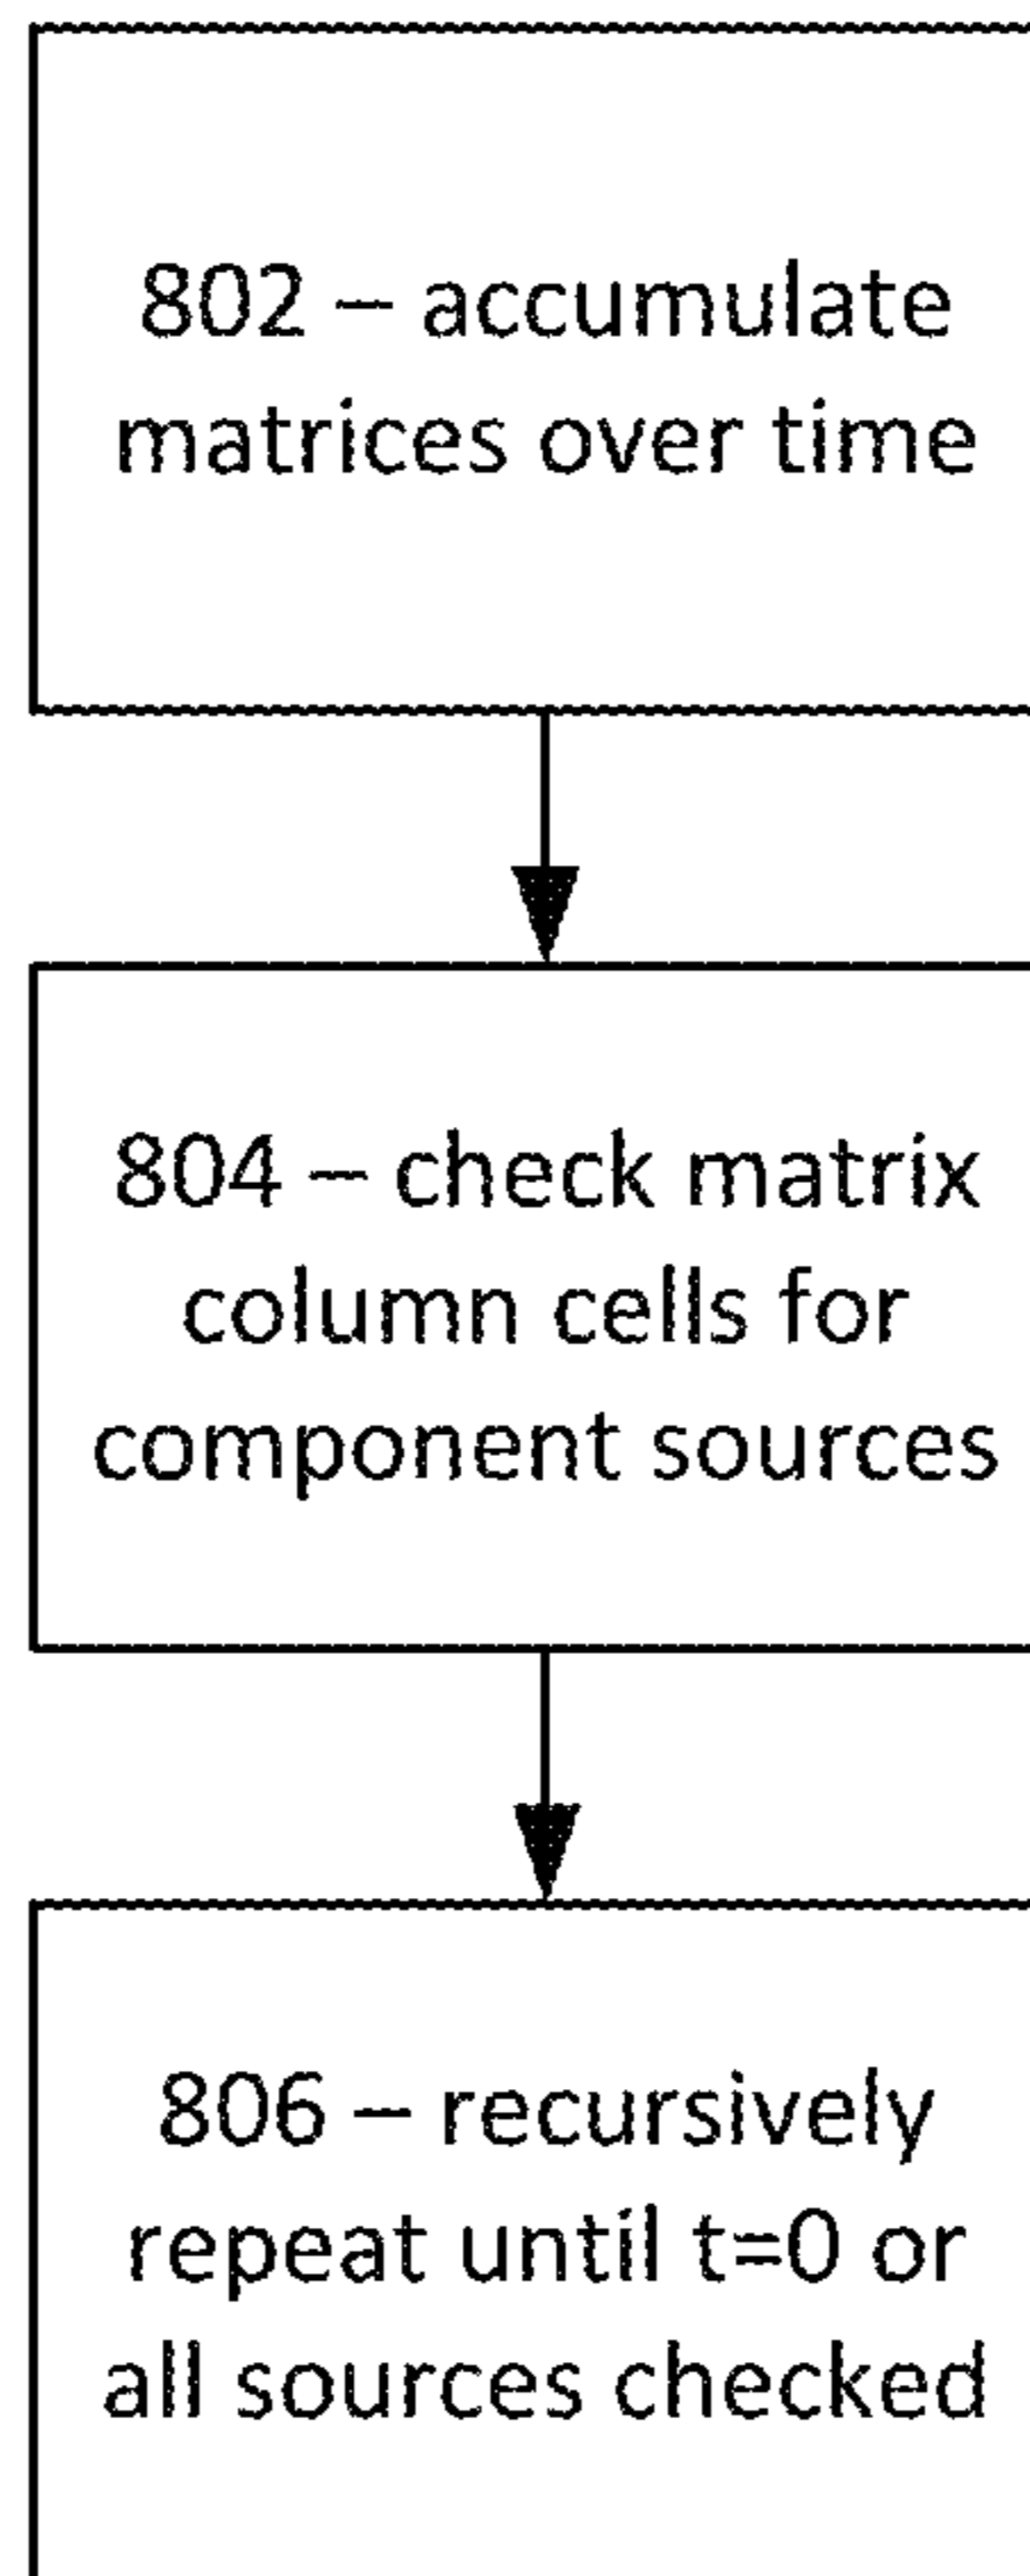 802 – accumulate
matrices over time
804 – check matrix
column cells for
component sources
806 – recursively
repeat until t=0 or
all sources checked